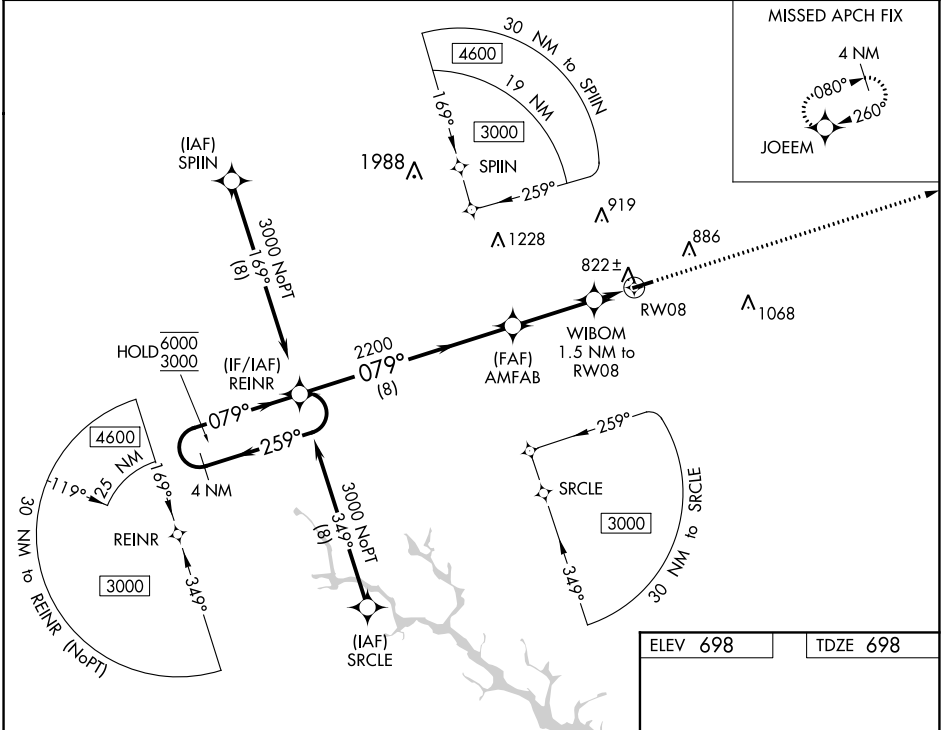 MISSED APCH FIX
4 NM
080°
260°
JOEEM
30 NM to SPIIN
4600
19 NM
169°
3000
SPIIN
259°
(IAF)
SPIIN
1988
919
1228
886
822±
RW08
1068
3000 NoPT
169°
(8)
HOLD 6000
3000
(IF/IAF)
REINR
2200
079°
(8)
(FAF)
AMFAB
WIBOM
1.5 NM to
RW08
079°
259°
4 NM
4600
25 NM
119°
169°
REINR
349°
3000
30 NM to REINR (NoPT)
3000 NoPT
349°
(8)
(IAF)
SRCLE
259°
SRCLE
3000
349°
30 NM to SRCLE
ELEV 698
TDZE 698